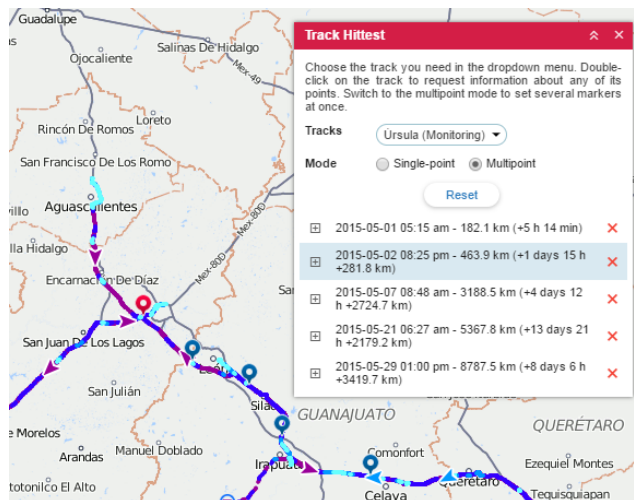 Guadalupe
Ojocaliente
Salinas De Hidalgo
Mex-49
Loreto
Rincón De Romos
San Francisco De Los Romo
Aguascalientes
villo
lla Hidalgo
Encarnación De Díaz
Mex-80D
Mex-80D
San Juan De Los Lagos
León
San Julián
Silao
GUANAJUATO
QUERÉTARO
e Morelos
Arandas
Manuel Doblado
Irapuato
Comonfort
Ezequiel Montes
totonilco El Alto
Celaya
Querétaro
Tequisquiapan
Track Hittest
Choose the track you need in the dropdown menu. Double-
click on the track to request information about any of its
points. Switch to the multipoint mode to set several markers
at once.
Tracks
Úrsula (Monitoring)
Mode
Single-point
Multipoint
Reset
2015-05-01 05:15 am - 182.1 km (+5 h 14 min)
2015-05-02 08:25 pm - 463.9 km (+1 days 15 h
+281.8 km)
2015-05-07 08:48 am - 3188.5 km (+4 days 12
h +2724.7 km)
2015-05-21 06:27 am - 5367.8 km (+13 days 21
h +2179.2 km)
2015-05-29 01:00 pm - 8787.5 km (+8 days 6 h
+3419.7 km)